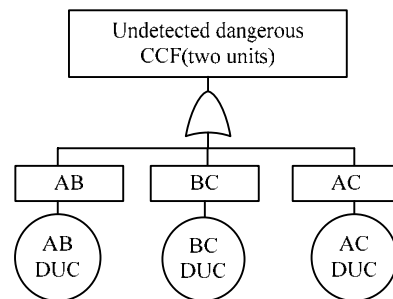 Undetected dangerous
CCF(two units)
AB
BC
AC
AB
DUC
BC
DUC
AC
DUC